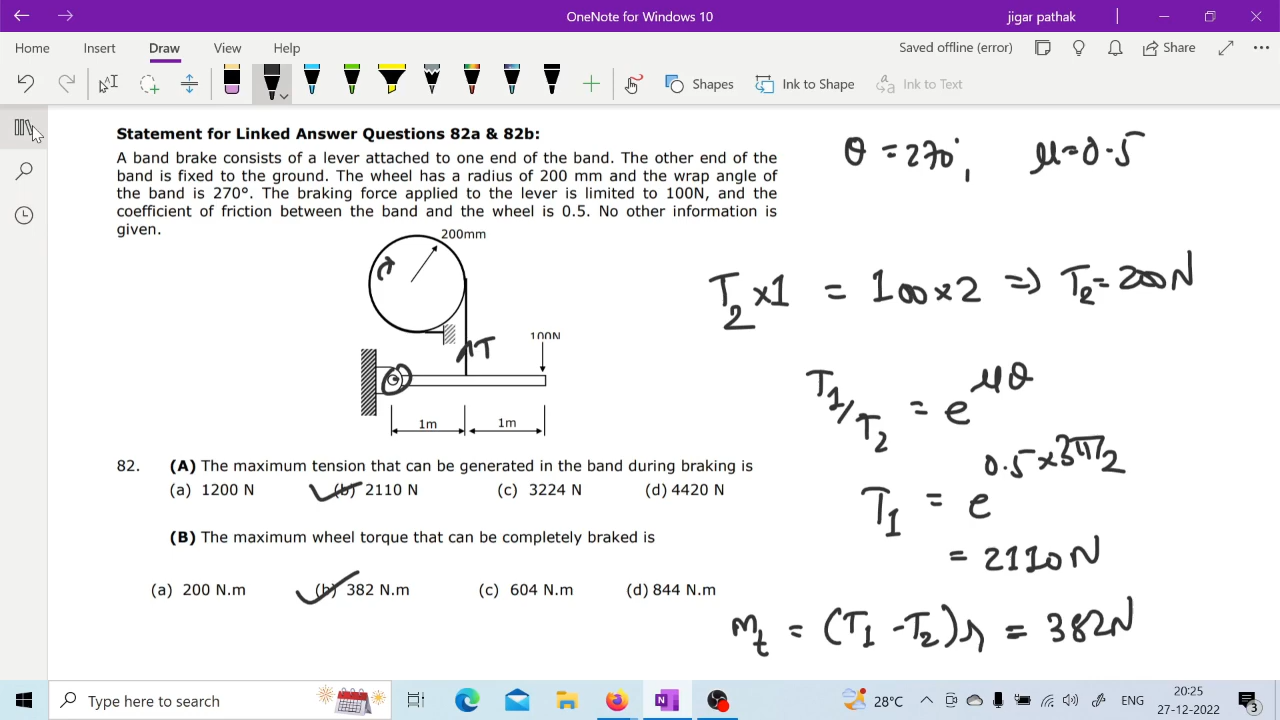 OneNote for Windows 10
jigar pathak
Home Insert Draw View Help
Saved offline (error) Share
Shapes Ink to Shape Ink to Text
Statement for Linked Answer Questions 82a & 82b:
A band brake consists of a lever attached to one end of the band. The other end of the
band is fixed to the ground. The wheel has a radius of 200 mm and the wrap angle of
the band is 270°. The braking force applied to the lever is limited to 100N, and the
coefficient of friction between the band and the wheel is 0.5. No other information is
given.
200mm
T
100N
1m 1m
82. (A) The maximum tension that can be generated in the band during braking is
(a) 1200 N (b) 2110 N (c) 3224 N (d) 4420 N
(B) The maximum wheel torque that can be completely braked is
(a) 200 N.m (b) 382 N.m (c) 604 N.m (d) 844 N.m
θ = 270°, μ=0.5
T2 x1 = 100x2 => T2=200N
T1/T2 = e^μθ
T1 = e^0.5x3π/2
= 2110N
Mt = (T1 - T2)r = 382N
Type here to search
28°C
ENG
20:25
27-12-2022
3